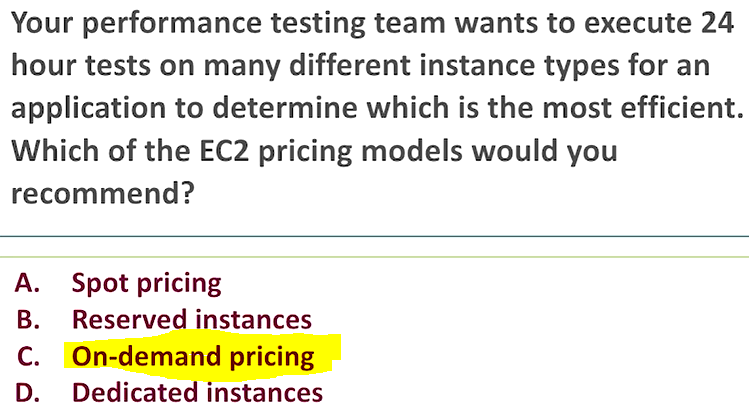 Your performance testing team wants to execute 24
hour tests on many different instance types for an
application to determine which is the most efficient.
Which of the EC2 pricing models would you
recommend?
A. Spot pricing
B. Reserved instances
C. On-demand pricing
D. Dedicated instances